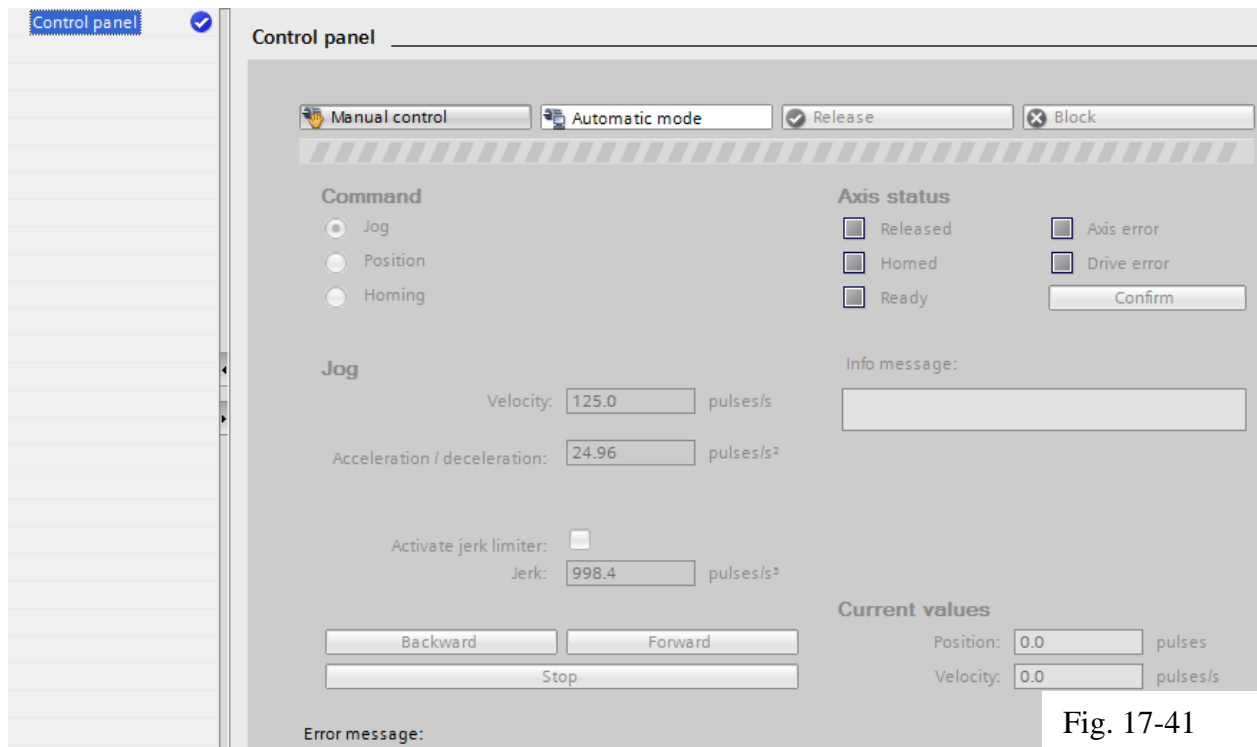 Control panel
Control panel
Manual control Automatic mode Release Block
Command
Jog
Position
Homing
Axis status
Released Axis error
Homed Drive error
Ready Confirm
Jog
Velocity: 125.0 pulses/s
Acceleration / deceleration: 24.96 pulses/s²
Activate jerk limiter:
Jerk: 998.4 pulses/s³
Backward Forward
Stop
Info message:
Current values
Position: 0.0 pulses
Velocity: 0.0 pulses/s
Error message:
Fig. 17-41